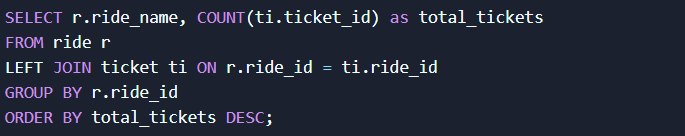 SELECT r.ride_name, COUNT(ti.ticket_id) as total_tickets
FROM ride r
LEFT JOIN ticket ti ON r.ride_id = ti.ride_id
GROUP BY r.ride_id
ORDER BY total_tickets DESC;